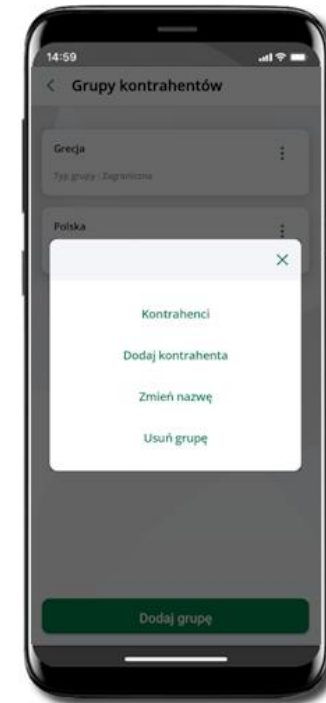 14:59
Grupy kontrahentów
Grecja
Typ grupy : Zagraniczna
Polska
Kontrahenci
Dodaj kontrahenta
Zmień nazwę
Usuń grupę
Dodaj grupę